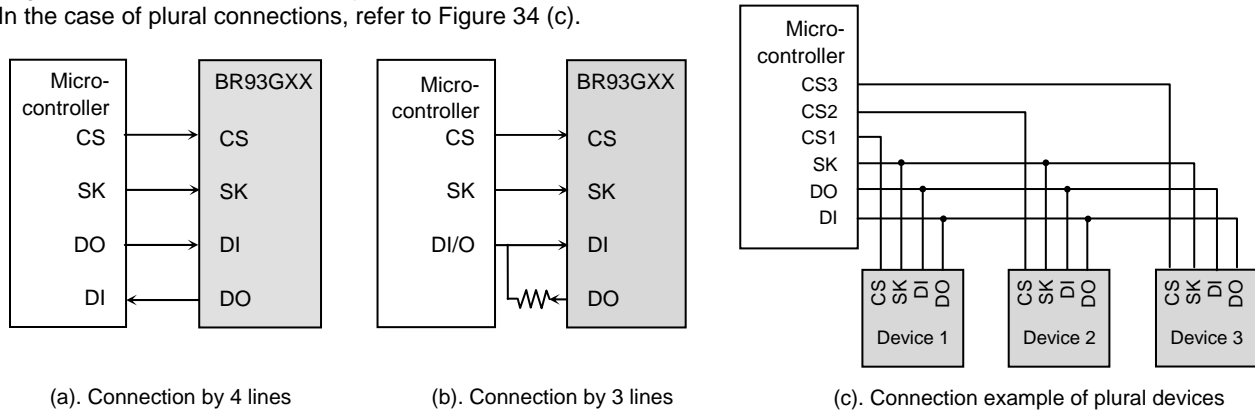 In the case of plural connections, refer to Figure 34 (c).
Micro-
controller
CS
SK
DO
DI
BR93GXX
CS
SK
DI
DO
(a). Connection by 4 lines
Micro-
controller
CS
SK
DI/O
BR93GXX
CS
SK
DI
DO
(b). Connection by 3 lines
Micro-
controller
CS3
CS2
CS1
SK
DO
DI
CS
SK
DI
DO
Device 1
CS
SK
DI
DO
Device 2
CS
SK
DI
DO
Device 3
(c). Connection example of plural devices